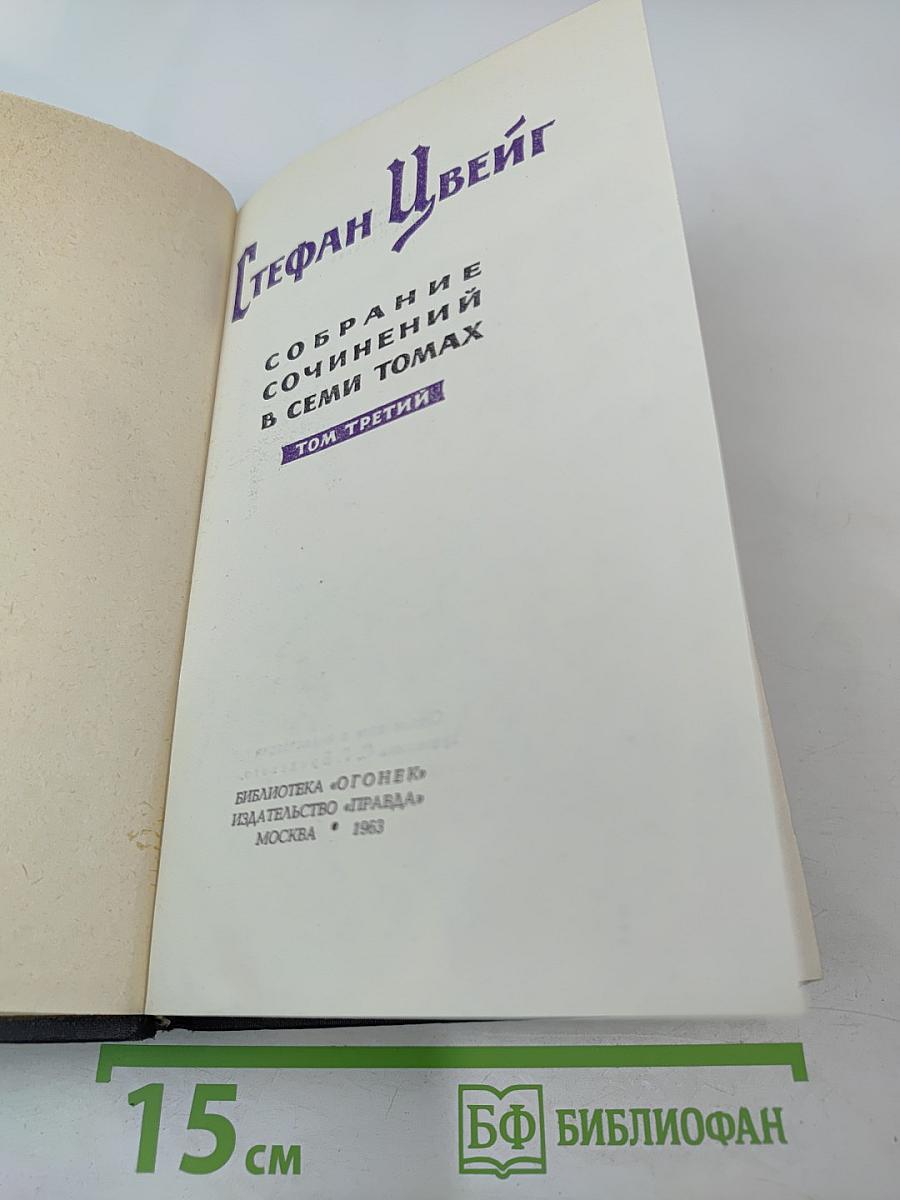 Стефан Цвейг
СОБРАНИЕ
СОЧИНЕНИЙ
В СЕМИ ТОМАХ
ТОМ ТРЕТИЙ
БИБЛИОТЕКА «ОГОНЕК»
ИЗДАТЕЛЬСТВО «ПРАВДА»
МОСКВА • 1963
15 см
БФ БИБЛИОФАН